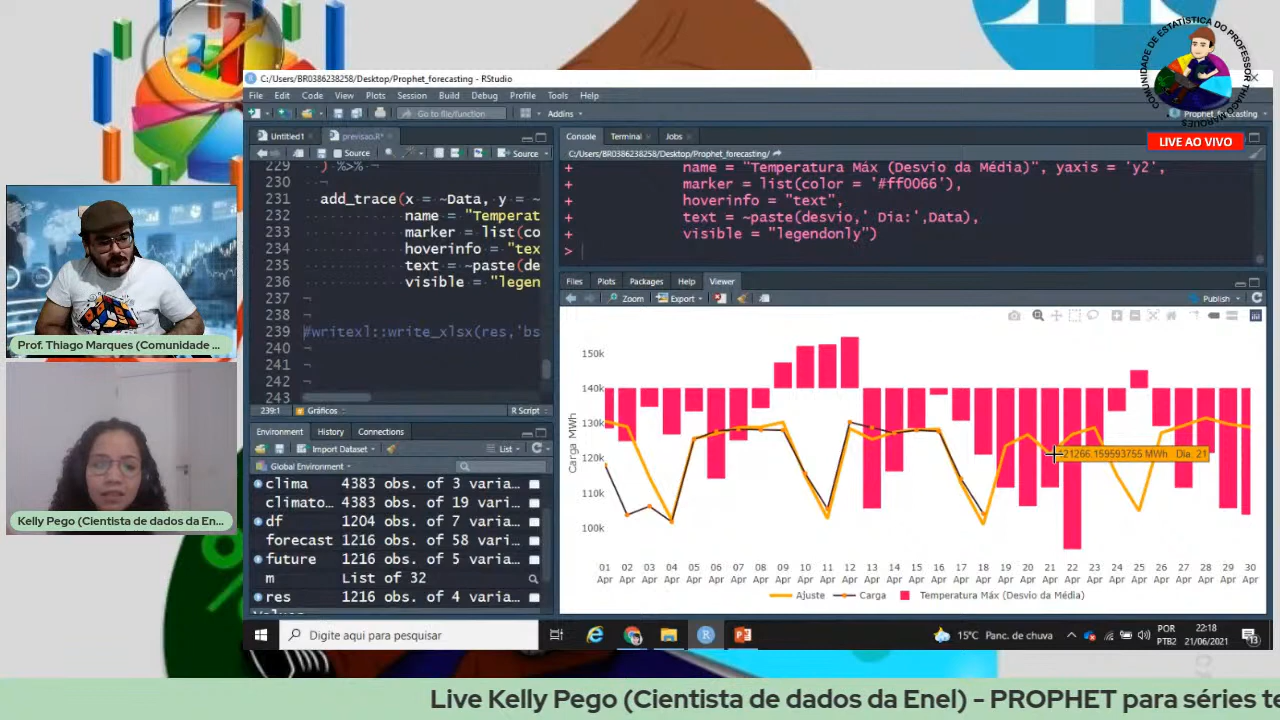 COMUNIDADE DE ESTATÍSTICA DO PROFESSOR THIAGO MARQUES
LIVE AO VIVO
C:/Users/BR0386238258/Desktop/Prophet_forecasting - RStudio
File Edit Code View Plots Session Build Debug Profile Tools Help
Go to file/function
Addins
Prophet_forecasting
Untitled1
previsao.R*
Source
Source
229 ) %>%
230
231 add_trace(x = ~Data, y = ~
232 name = "Temperat
233 marker = list(co
234 hoverinfo = "tex
235 text = ~paste(de
236 visible = "legen
237
238
239 #writexl::write_xlsx(res,'bs
240
241
242
243
239:1 Gráficos R Script
Console Terminal Jobs
C:/Users/BR0386238258/Desktop/Prophet_forecasting/
+ name = "Temperatura Máx (Desvio da Média)", yaxis = 'y2',
+ marker = list(color = '#ff0066'),
+ hoverinfo = "text",
+ text = ~paste(desvio,' Dia:',Data),
+ visible = "legendonly")
>
Environment History Connections
Import Dataset
List
Global Environment
clima 4383 obs. of 3 varia…
climato… 4383 obs. of 19 varia…
df 1204 obs. of 7 varia…
forecast 1216 obs. of 58 vari…
future 1216 obs. of 5 varia…
m List of 32
res 1216 obs. of 4 varia…
Files Plots Packages Help Viewer
Zoom Export Publish
150k
140k
130k
120k
110k
100k
Carga MWh
21266.159593755 MWh Dia: 21
01 02 03 04 05 06 07 08 09 10 11 12 13 14 15 16 17 18 19 20 21 22 23 24 25 26 27 28 29 30
Apr Apr Apr Apr Apr Apr Apr Apr Apr Apr Apr Apr Apr Apr Apr Apr Apr Apr Apr Apr Apr Apr Apr Apr Apr Apr Apr Apr Apr Apr
Ajuste Carga Temperatura Máx (Desvio da Média)
Prof. Thiago Marques (Comunidade ...
Kelly Pego (Cientista de dados da En...
Digite aqui para pesquisar
15°C Panc. de chuva
POR
PTB2
22:18
21/06/2021
13
Live Kelly Pego (Cientista de dados da Enel) - PROPHET para séries te